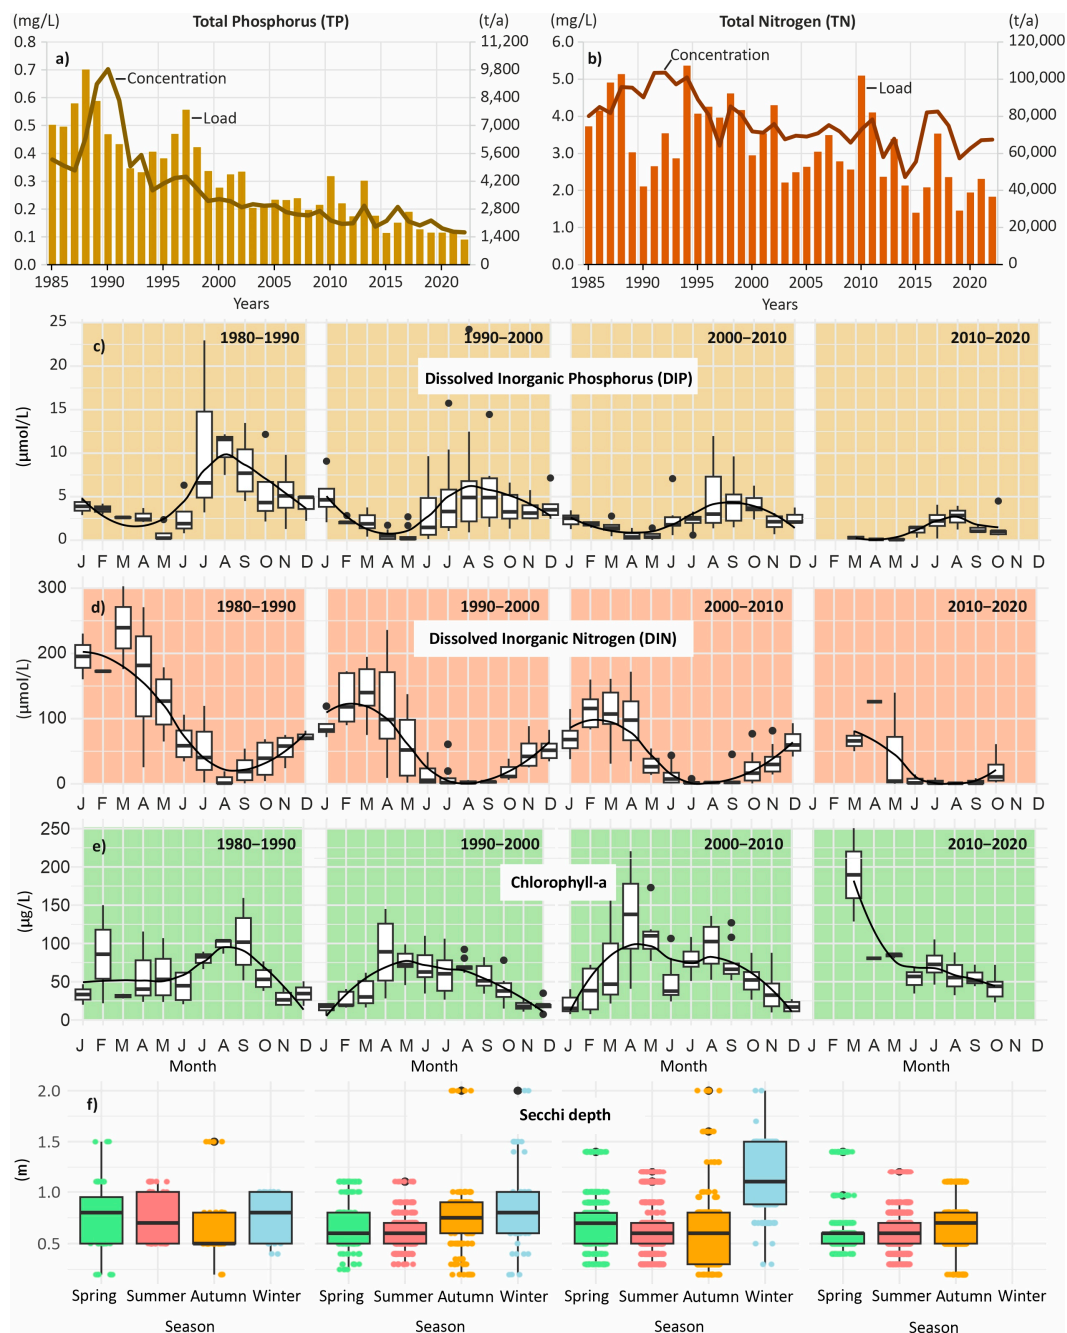 (mg/L) Total Phosphorus (TP) (t/a)
0.8 11,200
a)
0.7 9,800
Concentration
0.6 8,400
Load
0.5 7,000
0.4 5,600
0.3 4,200
0.2 2,800
0.1 1,400
0.0 0
1985 1990 1995 2000 2005 2010 2015 2020
Years
(mg/L) Total Nitrogen (TN) (t/a)
6.0 120,000
b)
Concentration
5.0 100,000
Load
4.0 80,000
3.0 60,000
2.0 40,000
1.0 20,000
0.0 0
1985 1990 1995 2000 2005 2010 2015 2020
Years
25
c) 1980–1990 1990–2000 2000–2010 2010–2020
20
Dissolved Inorganic Phosphorus (DIP)
15
(µmol/L)
10
5
0
J F M A M J J A S O N D J F M A M J J A S O N D J F M A M J J A S O N D J F M A M J J A S O N D
300
d) 1980–1990 1990–2000 2000–2010 2010–2020
Dissolved Inorganic Nitrogen (DIN)
200
(µmol/L)
100
0
J F M A M J J A S O N D J F M A M J J A S O N D J F M A M J J A S O N D J F M A M J J A S O N D
250
e) 1980–1990 1990–2000 2000–2010 2010–2020
200
Chlorophyll-a
150
(µg/L)
100
50
0
J F M A M J J A S O N D J F M A M J J A S O N D J F M A M J J A S O N D J F M A M J J A S O N D
Month Month Month Month
2.0
f)
Secchi depth
1.5
(m)
1.0
0.5
Spring Summer Autumn Winter Spring Summer Autumn Winter Spring Summer Autumn Winter Spring Summer Autumn Winter
Season Season Season Season